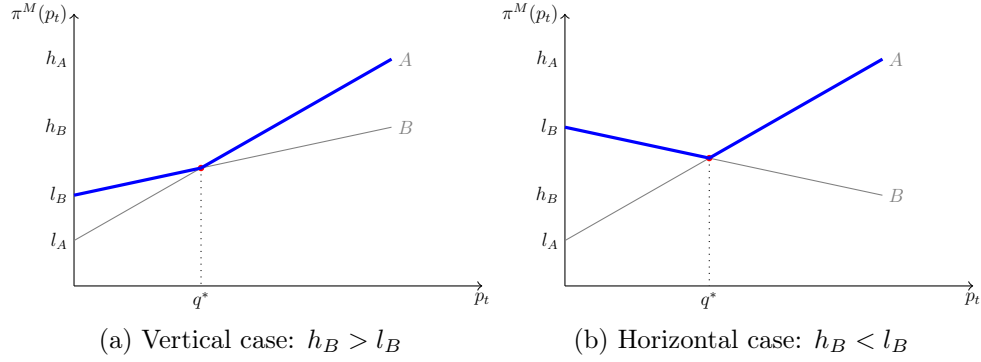 π^M(p_t)
h_A
h_B
l_B
l_A
A
B
q*
p_t
(a) Vertical case: h_B > l_B
π^M(p_t)
h_A
l_B
h_B
l_A
A
B
q*
p_t
(b) Horizontal case: h_B < l_B